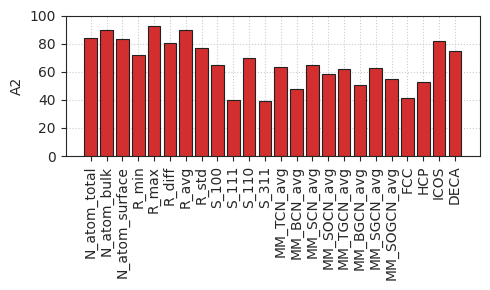 A2
100
80
60
40
20
0
N_atom_total
N_atom_bulk
N_atom_surface
R_min
R_max
R_diff
R_avg
R_std
S_100
S_111
S_110
S_311
MM_TCN_avg
MM_BCN_avg
MM_SCN_avg
MM_SOCN_avg
MM_TGCN_avg
MM_BGCN_avg
MM_SGCN_avg
MM_SOGCN_avg
FCC
HCP
ICOS
DECA